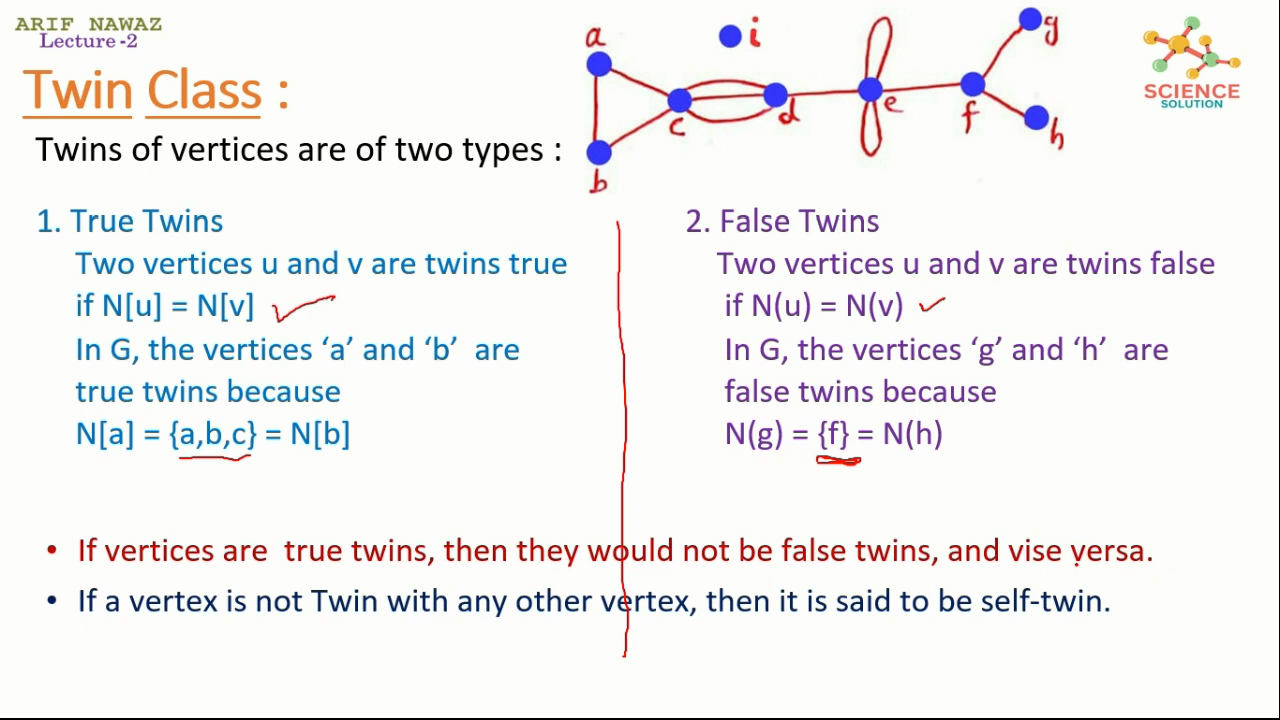 ARIF NAWAZ
Lecture -2
Twin Class :
Twins of vertices are of two types :
a
i
g
c
d
e
f
h
b
SCIENCE
SOLUTION
1. True Twins
Two vertices u and v are twins true
if N[u] = N[v]
In G, the vertices ‘a’ and ‘b’ are
true twins because
N[a] = {a,b,c} = N[b]
2. False Twins
Two vertices u and v are twins false
if N(u) = N(v)
In G, the vertices ‘g’ and ‘h’ are
false twins because
N(g) = {f} = N(h)
• If vertices are true twins, then they would not be false twins, and vise versa.
• If a vertex is not Twin with any other vertex, then it is said to be self-twin.